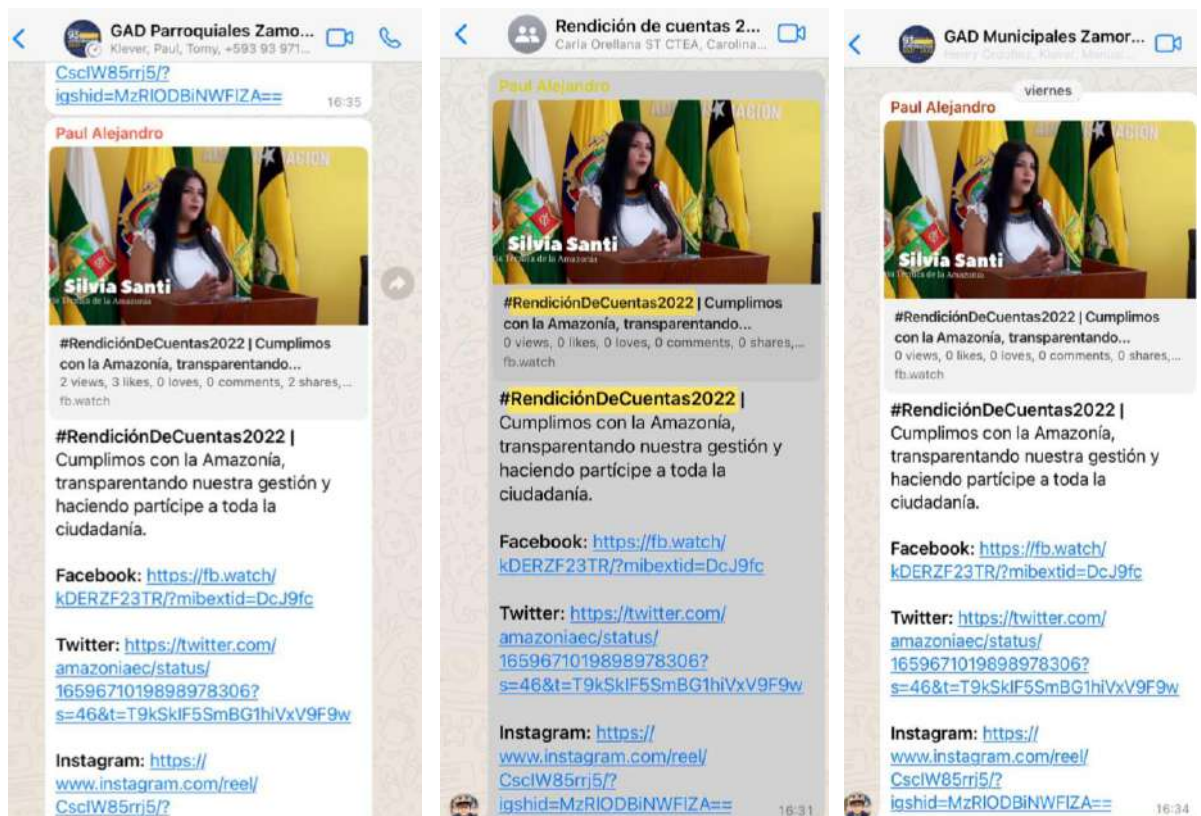 GAD Parroquiales Zamo...
Klever, Paul, Tomy, +593 93 971...
CscIW85rrj5/?
igshid=MzRlODBiNWFlZA==
16:35
Paul Alejandro
Silvia Santi
#RendiciónDeCuentas2022 | Cumplimos
con la Amazonía, transparentando...
2 views, 3 likes, 0 loves, 0 comments, 2 shares,...
fb.watch
#RendiciónDeCuentas2022 |
Cumplimos con la Amazonía,
transparentando nuestra gestión y
haciendo partícipe a toda la
ciudadanía.
Facebook: https://fb.watch/
kDERZF23TR/?mibextid=DcJ9fc
Twitter: https://twitter.com/
amazoniaec/status/
1659671019898978306?
s=46&t=T9kSkIF5SmBG1hiVxV9F9w
Instagram: https://
www.instagram.com/reel/
CscIW85rrj5/?
Rendición de cuentas 2...
Carla Orellana ST CTEA, Carolina...
Paul Alejandro
Silvia Santi
#RendiciónDeCuentas2022 | Cumplimos
con la Amazonía, transparentando...
0 views, 0 likes, 0 loves, 0 comments, 0 shares,...
fb.watch
#RendiciónDeCuentas2022 |
Cumplimos con la Amazonía,
transparentando nuestra gestión y
haciendo partícipe a toda la
ciudadanía.
Facebook: https://fb.watch/
kDERZF23TR/?mibextid=DcJ9fc
Twitter: https://twitter.com/
amazoniaec/status/
1659671019898978306?
s=46&t=T9kSkIF5SmBG1hiVxV9F9w
Instagram: https://
www.instagram.com/reel/
CscIW85rrj5/?
igshid=MzRlODBiNWFlZA==
16:31
GAD Municipales Zamor...
viernes
Paul Alejandro
Silvia Santi
#RendiciónDeCuentas2022 | Cumplimos
con la Amazonía, transparentando...
0 views, 0 likes, 0 loves, 0 comments, 0 shares,...
fb.watch
#RendiciónDeCuentas2022 |
Cumplimos con la Amazonía,
transparentando nuestra gestión y
haciendo partícipe a toda la
ciudadanía.
Facebook: https://fb.watch/
kDERZF23TR/?mibextid=DcJ9fc
Twitter: https://twitter.com/
amazoniaec/status/
1659671019898978306?
s=46&t=T9kSkIF5SmBG1hiVxV9F9w
Instagram: https://
www.instagram.com/reel/
CscIW85rrj5/?
igshid=MzRlODBiNWFlZA==
16:34